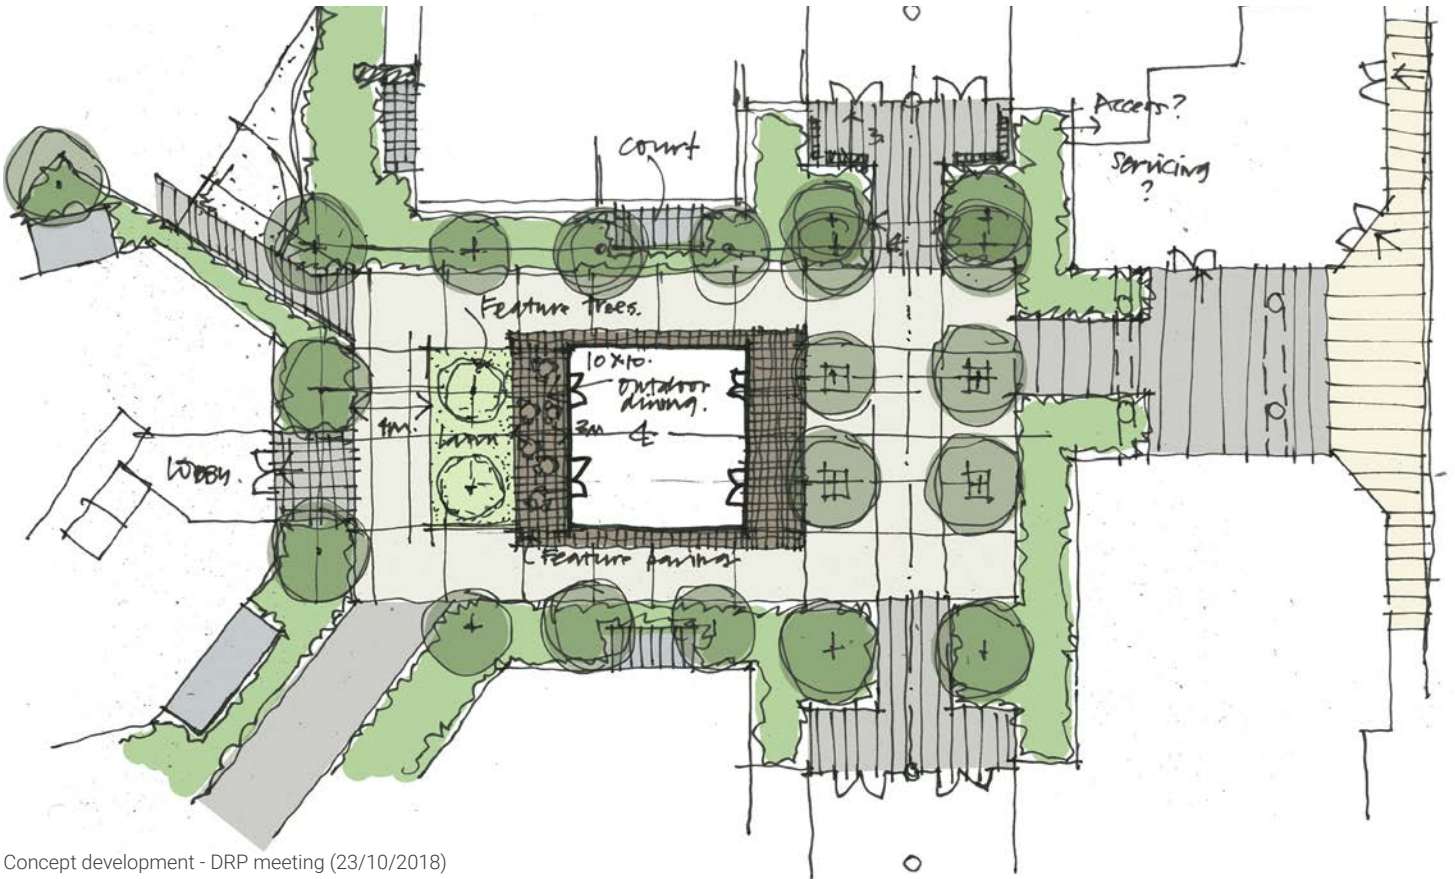 Access?
court
Servicing
?
Feature Trees.
10x10.
outdoor
dining.
4m.
Lawn
3m
LOBBY.
Feature paving
Concept development - DRP meeting (23/10/2018)